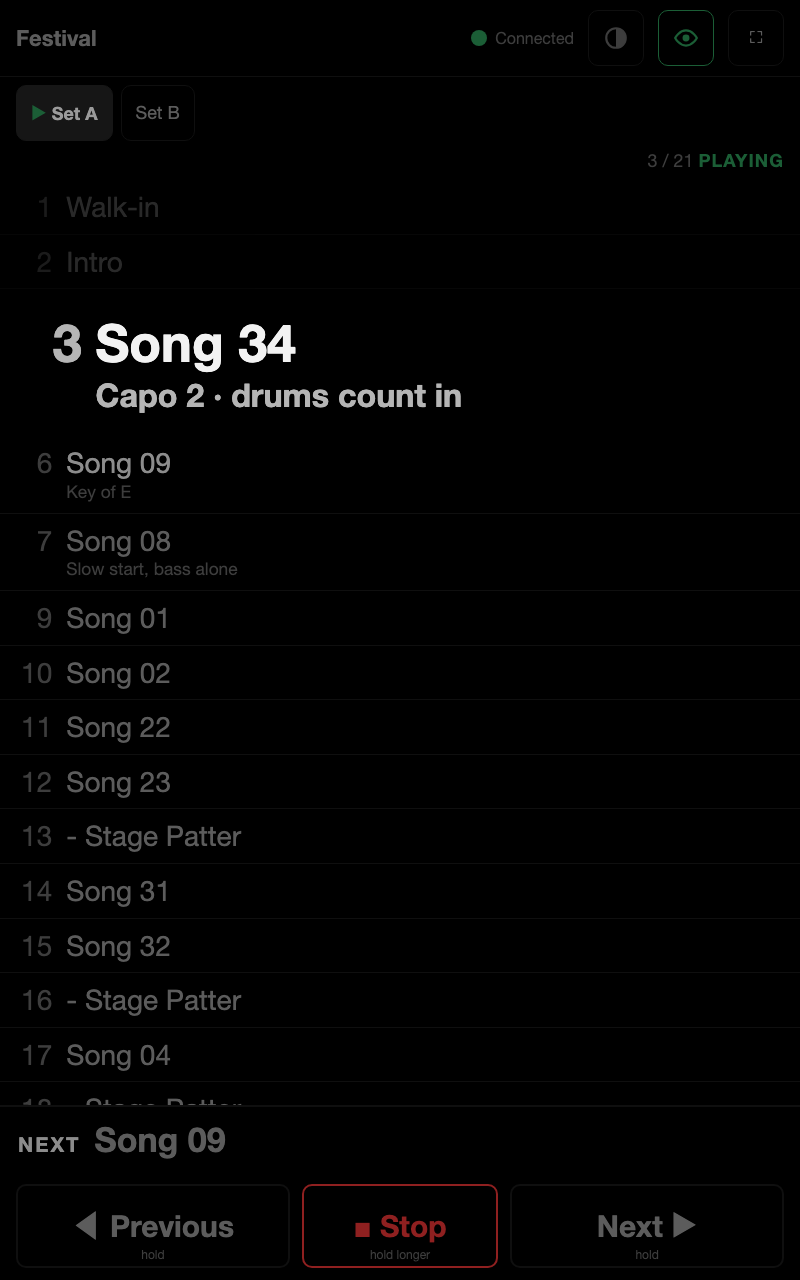 Festival
Connected
Set A
Set B
3 / 21 PLAYING
1 Walk-in
2 Intro
3 Song 34
Capo 2 · drums count in
6 Song 09
Key of E
7 Song 08
Slow start, bass alone
9 Song 01
10 Song 02
11 Song 22
12 Song 23
13 - Stage Patter
14 Song 31
15 Song 32
16 - Stage Patter
17 Song 04
18 - Stage Patter
NEXT Song 09
Previous
hold
Stop
hold longer
Next
hold